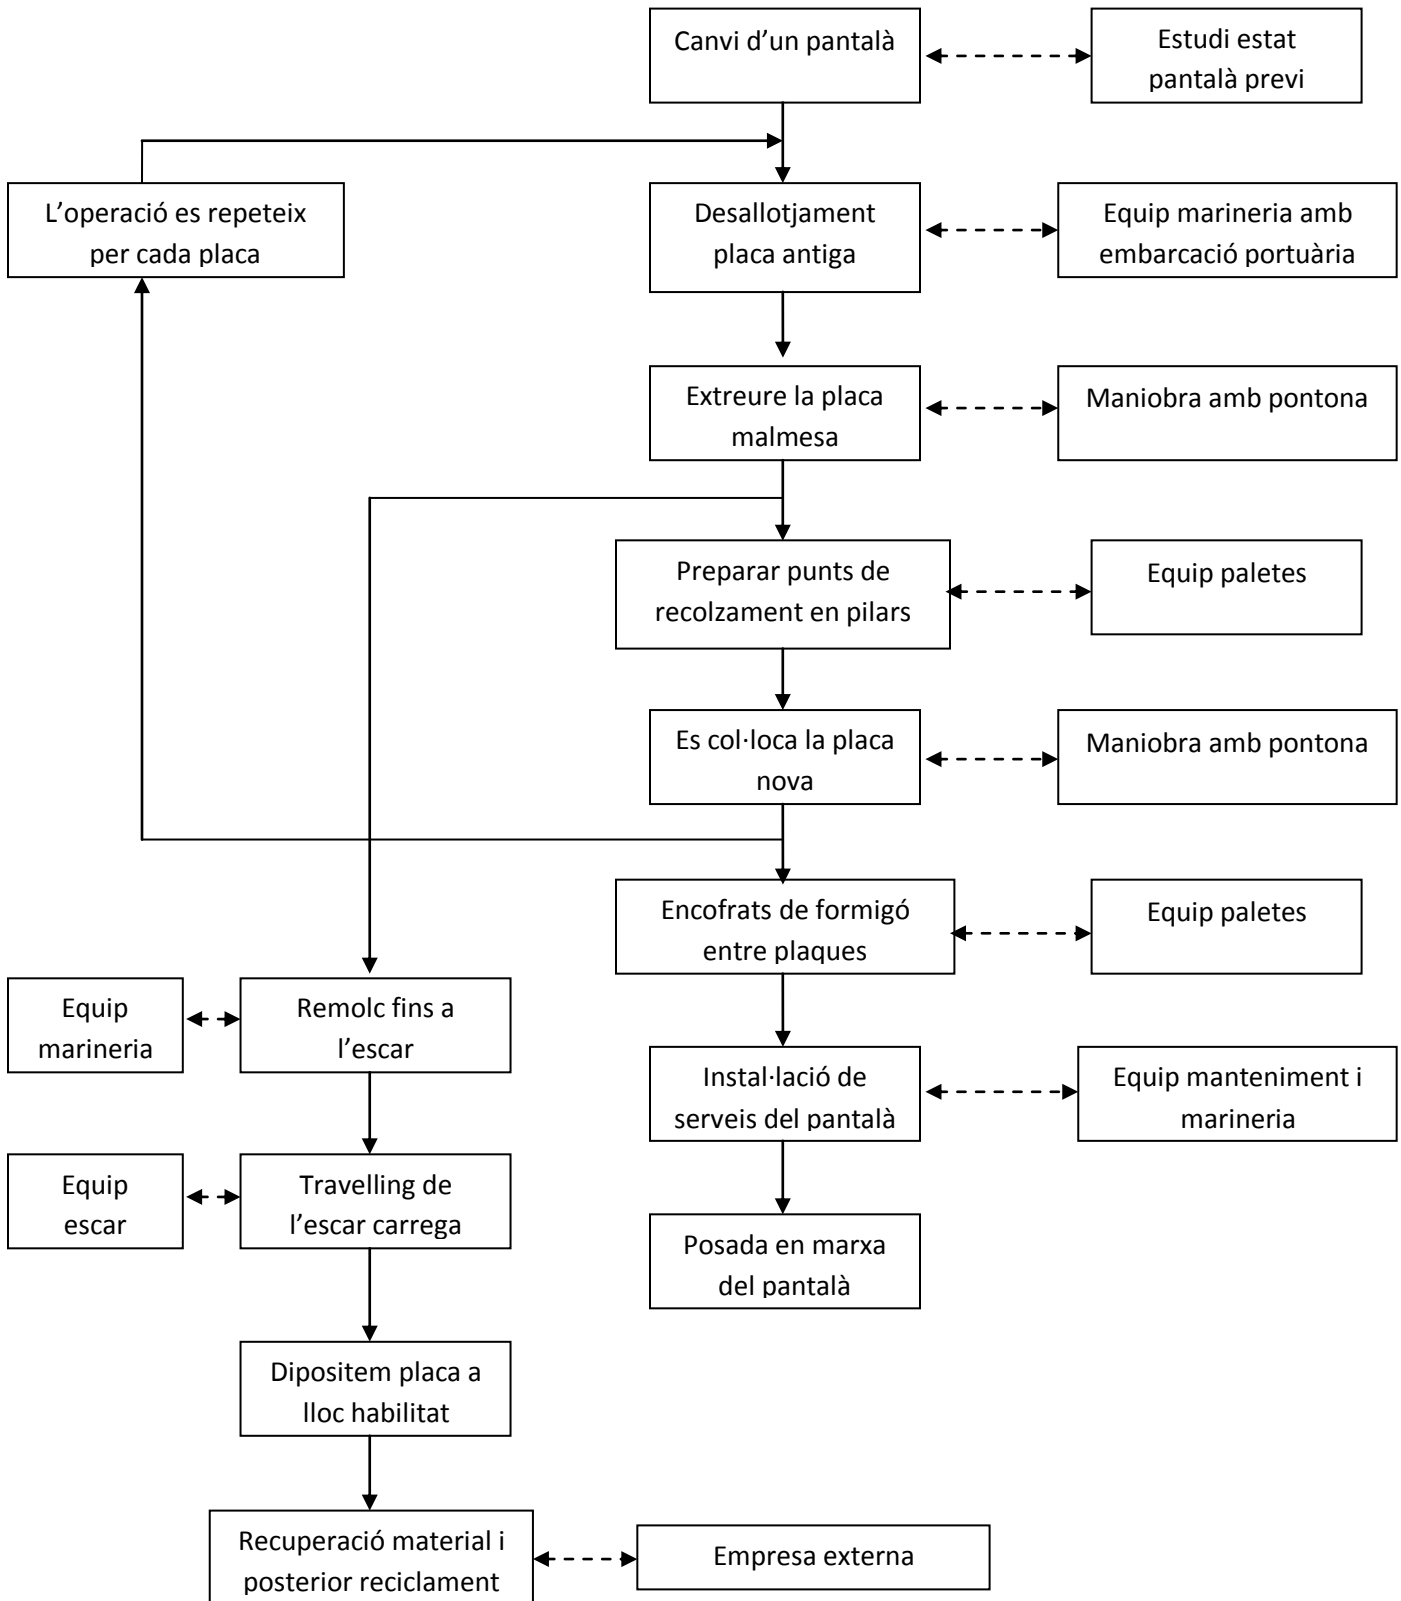 Canvi d’un pantalà
Estudi estat
pantalà previ
L’operació es repeteix
per cada placa
Desallotjament
placa antiga
Equip marineria amb
embarcació portuària
Extreure la placa
malmesa
Maniobra amb pontona
Preparar punts de
recolzament en pilars
Equip paletes
Es col·loca la placa
nova
Maniobra amb pontona
Encofrats de formigó
entre plaques
Equip paletes
Equip
marineria
Remolc fins a
l’escar
Instal·lació de
serveis del pantalà
Equip manteniment i
marineria
Equip
escar
Travelling de
l’escar carrega
Posada en marxa
del pantalà
Dipositem placa a
lloc habilitat
Recuperació material i
posterior reciclament
Empresa externa